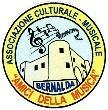 ASSOCIAZIONE CULTURALE - MUSICALE
BERNALDA
"AMICI DELLA MUSICA"